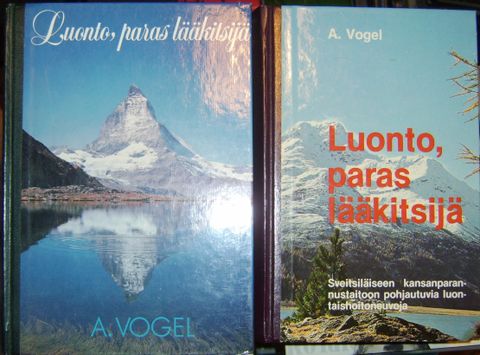 Luonto, paras lääkitsijä
A. VOGEL
A. Vogel
Luonto,
paras
lääkitsijä
Sveitsiläiseen kansanparan-
nustaitoon pohjautuvia luon-
taishoitoneuvoja